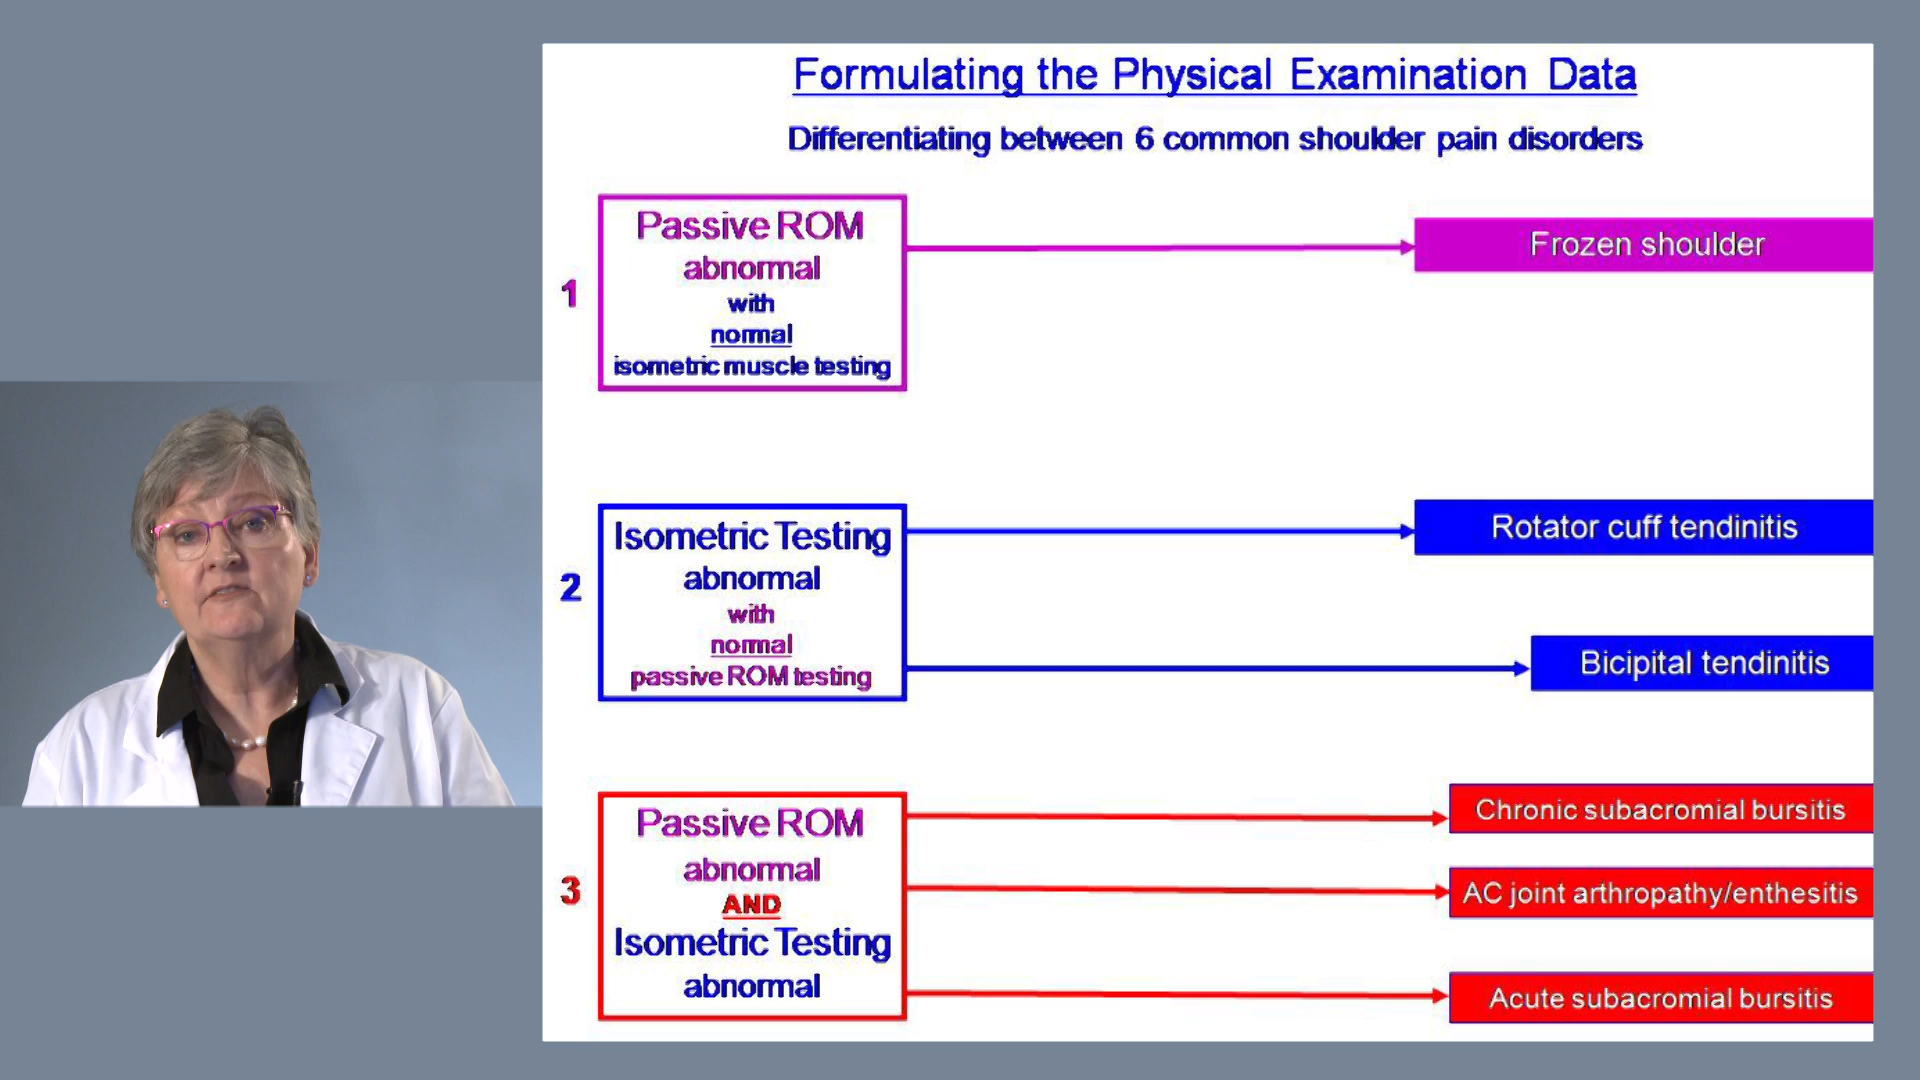 Formulating the Physical Examination Data
Differentiating between 6 common shoulder pain disorders
1
Passive ROM
abnormal
with
normal
isometric muscle testing
Frozen shoulder
2
Isometric Testing
abnormal
with
normal
passive ROM testing
Rotator cuff tendinitis
Bicipital tendinitis
3
Passive ROM
abnormal
AND
Isometric Testing
abnormal
Chronic subacromial bursitis
AC joint arthropathy/enthesitis
Acute subacromial bursitis